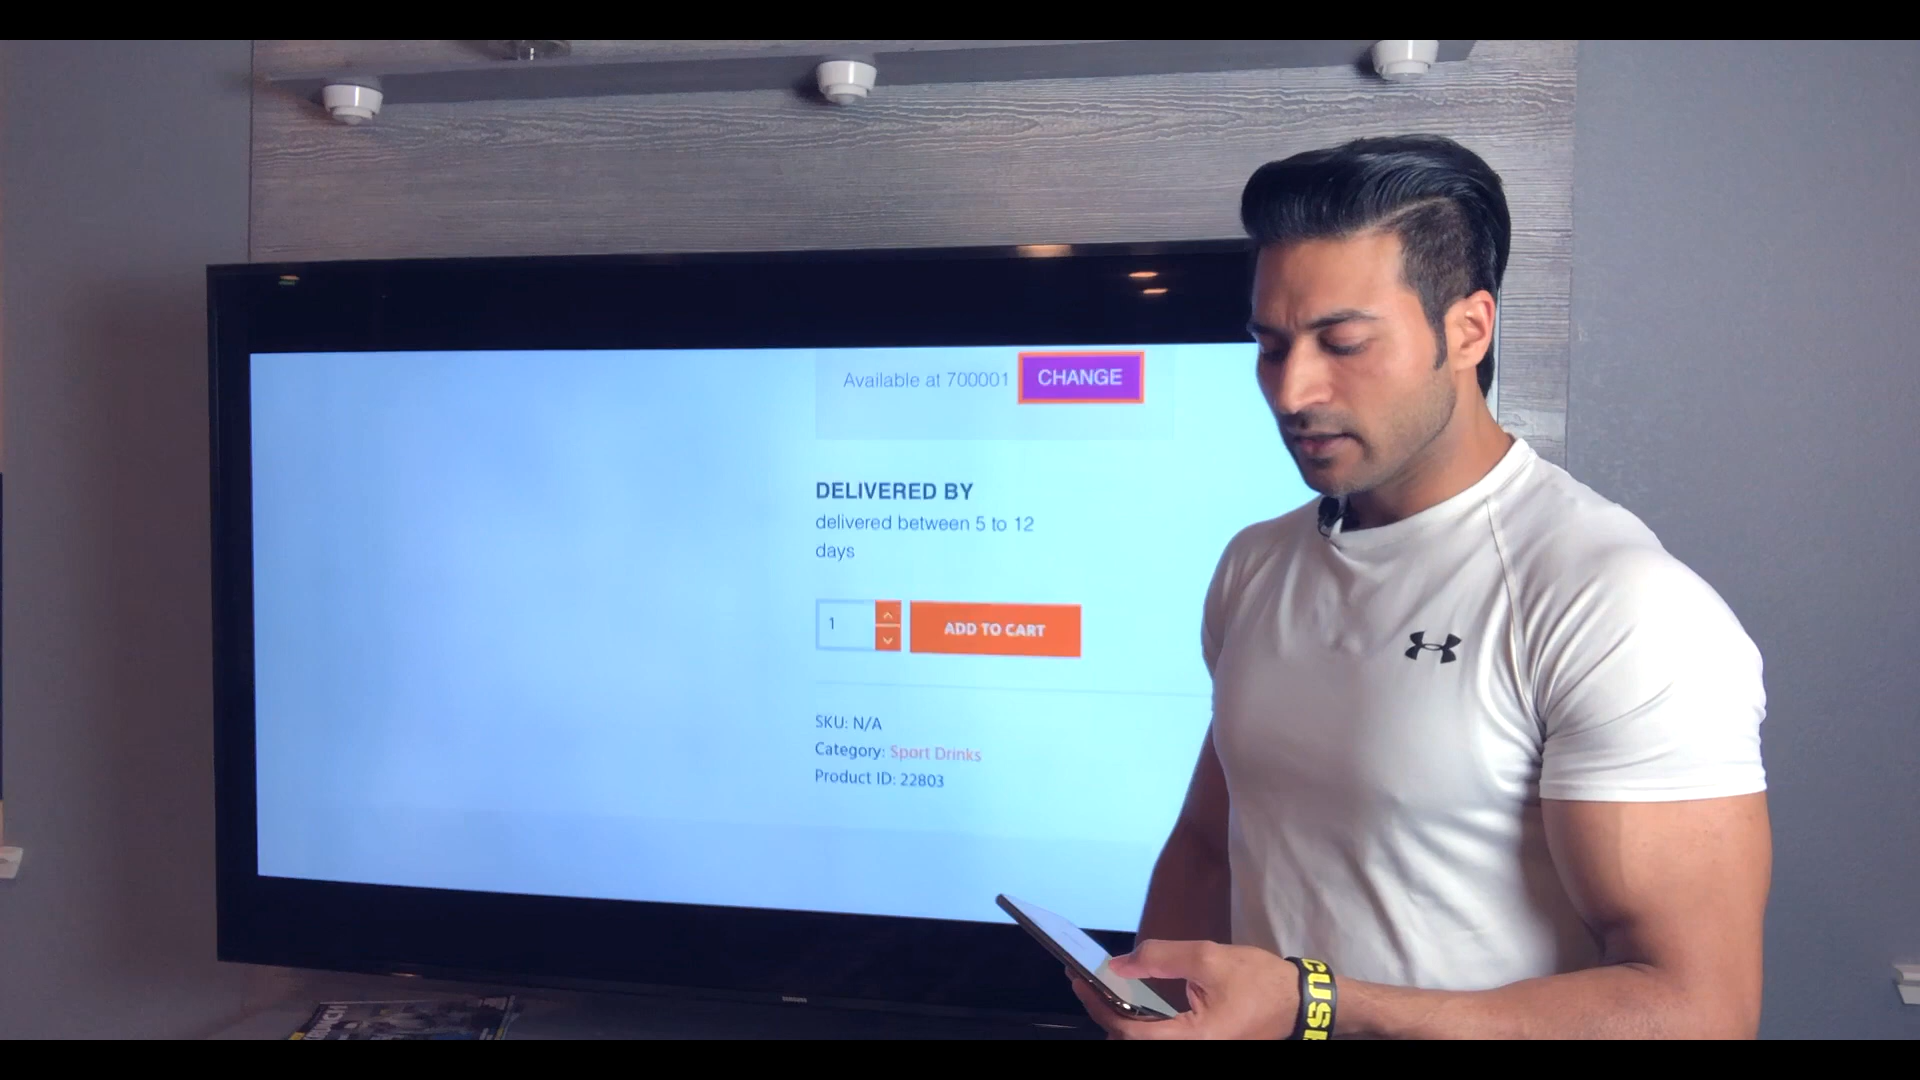 Available at 700001 CHANGE
DELIVERED BY
delivered between 5 to 12
days
1 ADD TO CART
SKU: N/A
Category: Sport Drinks
Product ID: 22803
SAMSUNG